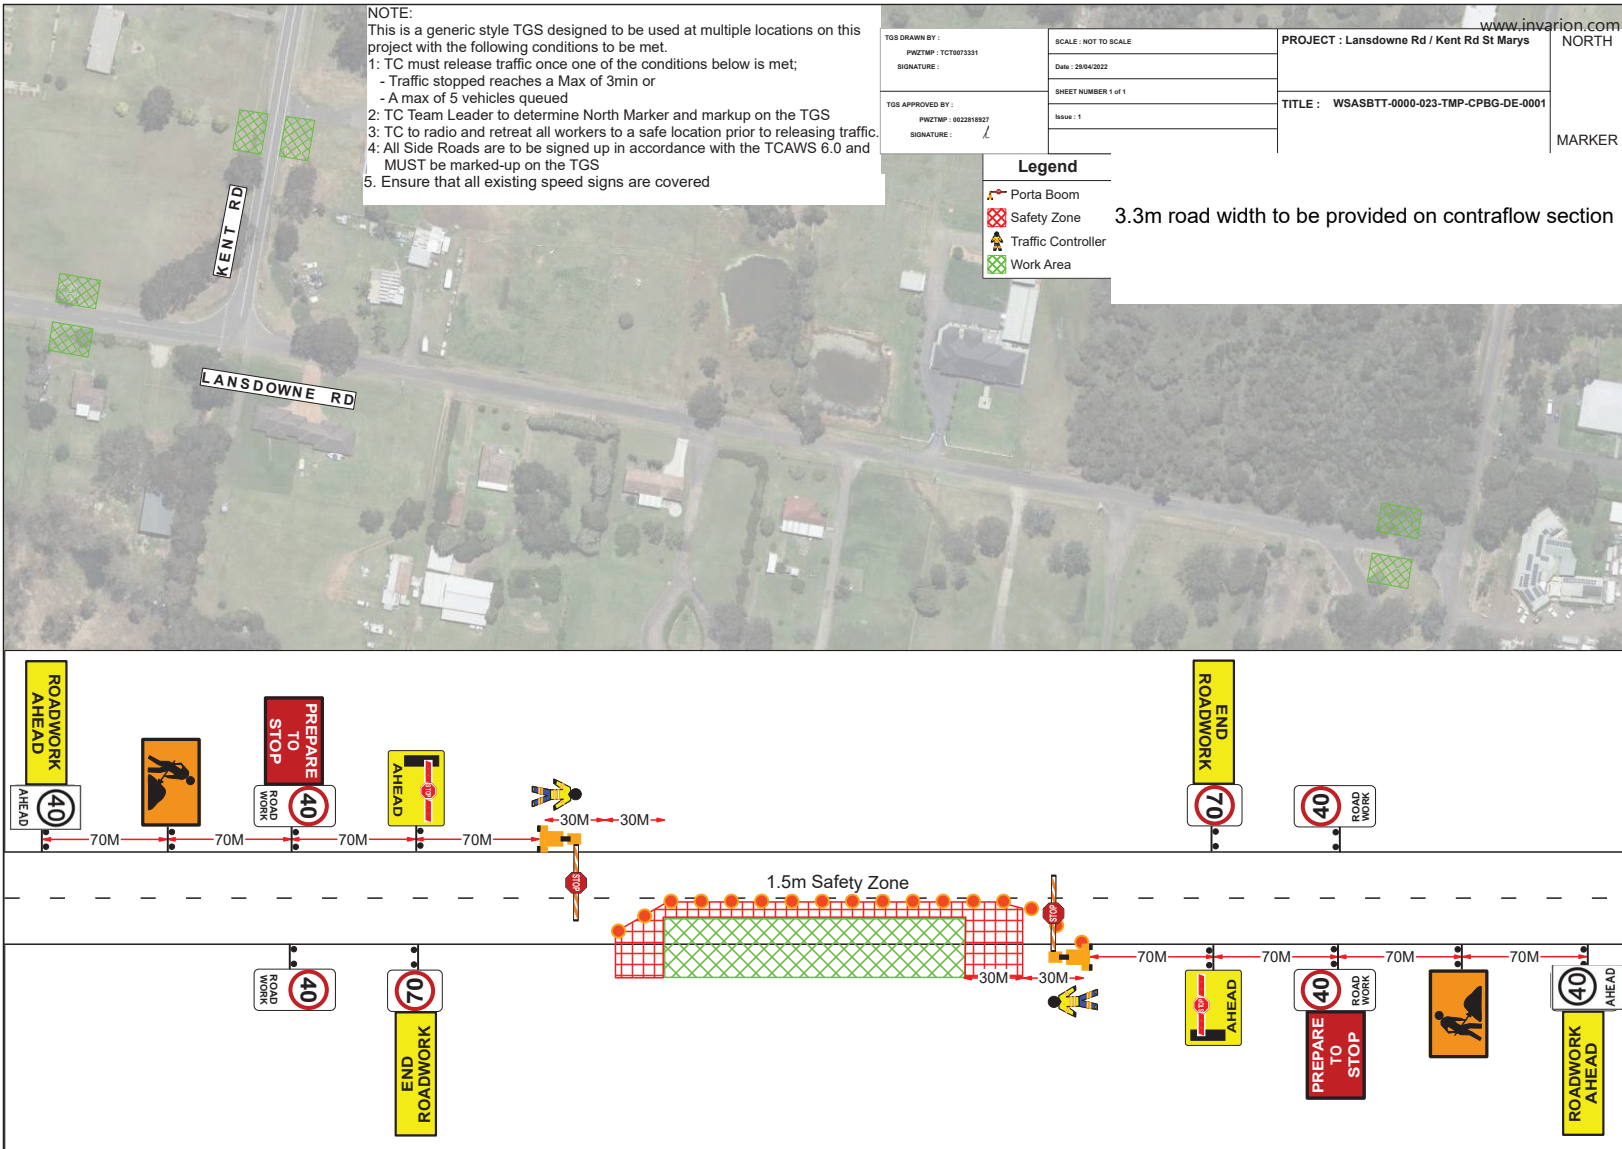 NOTE:
This is a generic style TGS designed to be used at multiple locations on this
project with the following conditions to be met.
1: TC must release traffic once one of the conditions below is met;
- Traffic stopped reaches a Max of 3min or
- A max of 5 vehicles queued
2: TC Team Leader to determine North Marker and markup on the TGS
3: TC to radio and retreat all workers to a safe location prior to releasing traffic.
4: All Side Roads are to be signed up in accordance with the TCAWS 6.0 and
MUST be marked-up on the TGS
5. Ensure that all existing speed signs are covered
www.invarion.com
TGS DRAWN BY :
PWZTMP : TCT0073331
SIGNATURE :
TGS APPROVED BY :
PWZTMP : 0022818927
SIGNATURE :
SCALE : NOT TO SCALE
Date : 29/04/2022
SHEET NUMBER 1 of 1
Issue : 1
PROJECT : Lansdowne Rd / Kent Rd St Marys
TITLE : WSASBTT-0000-023-TMP-CPBG-DE-0001
NORTH
MARKER
Legend
Porta Boom
Safety Zone
Traffic Controller
Work Area
3.3m road width to be provided on contraflow section
KENT RD
LANSDOWNE RD
ROADWORK
AHEAD
40
AHEAD
PREPARE
TO
STOP
40
ROAD
WORK
STOP
AHEAD
70M
70M
70M
70M
30M
30M
STOP
END
ROADWORK
70
40
ROAD
WORK
1.5m Safety Zone
STOP
40
ROAD
WORK
70
END
ROADWORK
30M
30M
70M
70M
70M
70M
STOP
AHEAD
40
ROAD
WORK
PREPARE
TO
STOP
40
AHEAD
ROADWORK
AHEAD